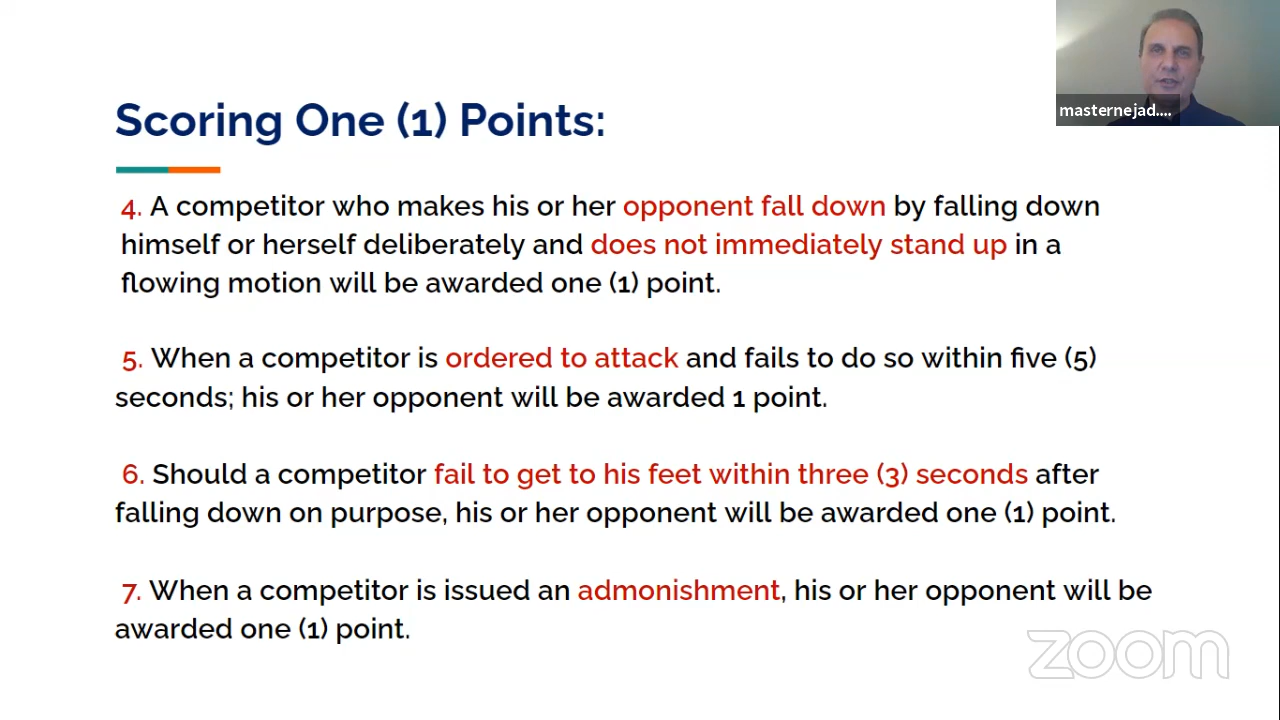 masternejad....
Scoring One (1) Points:
4. A competitor who makes his or her opponent fall down by falling down
himself or herself deliberately and does not immediately stand up in a
flowing motion will be awarded one (1) point.
5. When a competitor is ordered to attack and fails to do so within five (5)
seconds; his or her opponent will be awarded 1 point.
6. Should a competitor fail to get to his feet within three (3) seconds after
falling down on purpose, his or her opponent will be awarded one (1) point.
7. When a competitor is issued an admonishment, his or her opponent will be
awarded one (1) point.
zoom